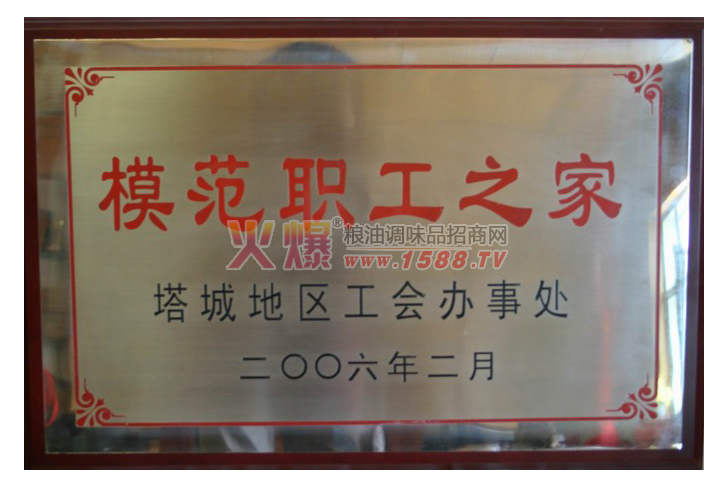 模范职工之家
火爆®粮油调味品招商网
www.1588.TV
塔城地区工会办事处
二〇〇六年二月